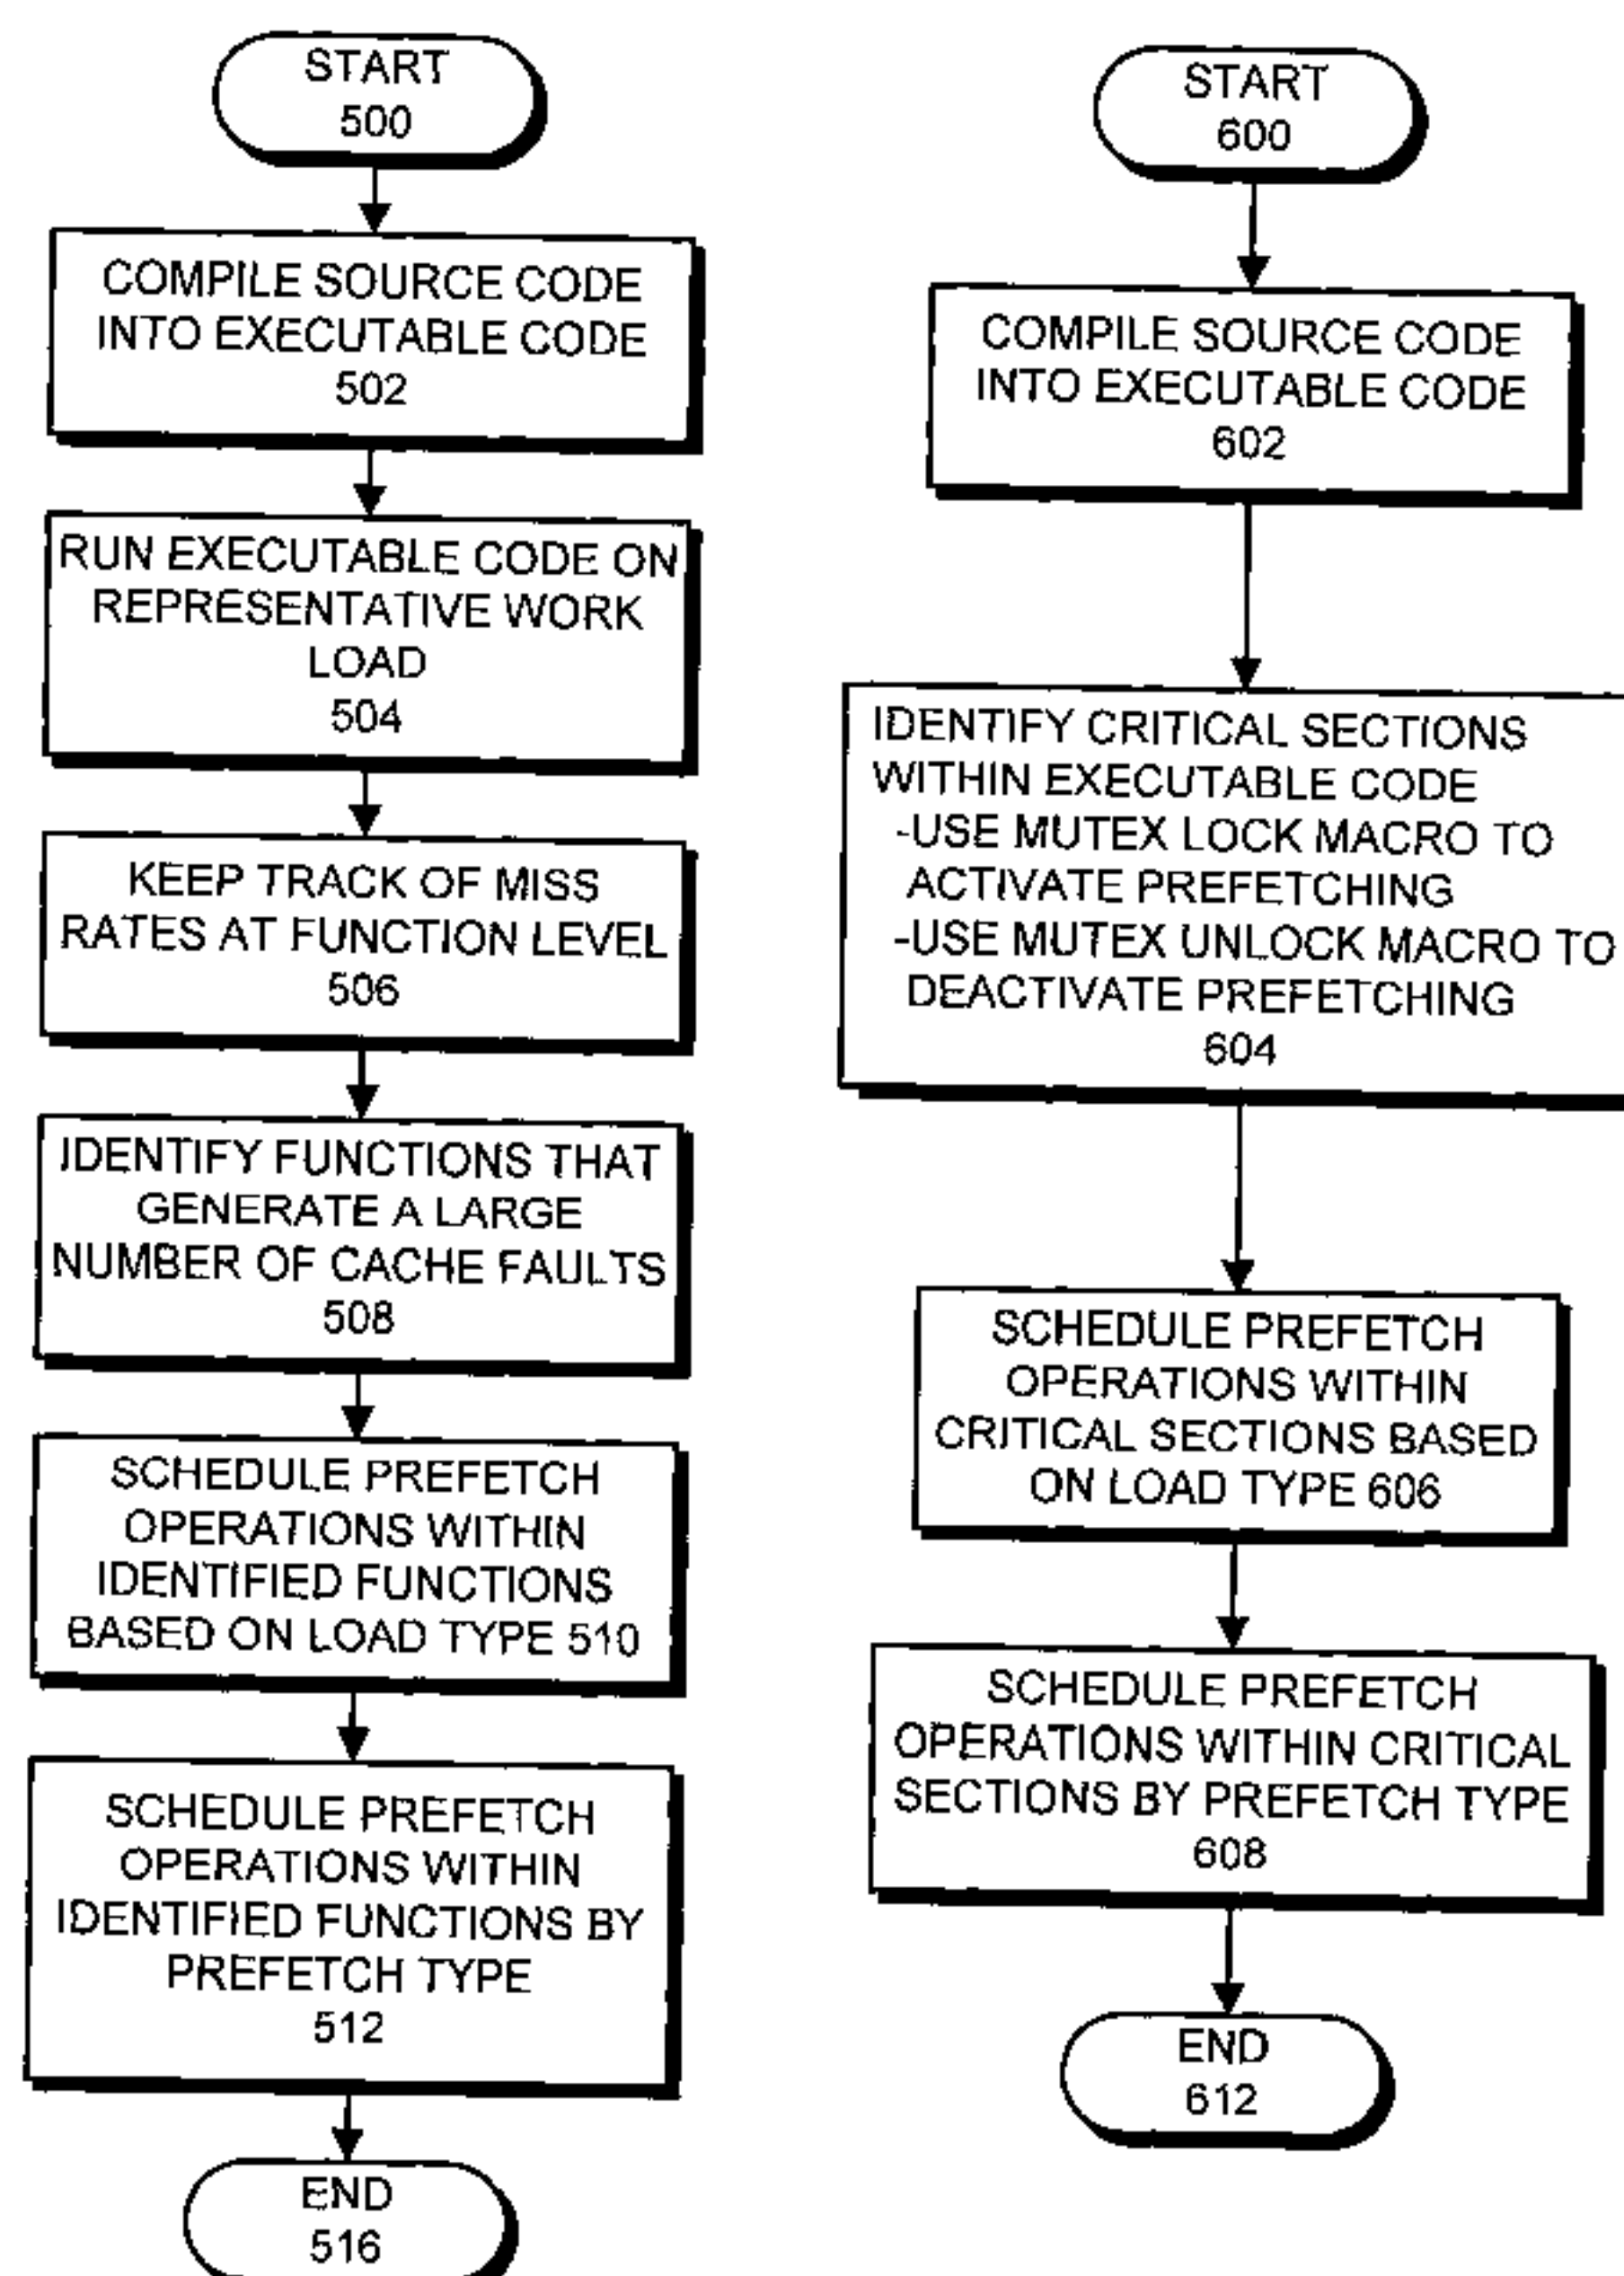 START
500
COMPILE SOURCE CODE
INTO EXECUTABLE CODE
502
RUN EXECUTABLE CODE ON
REPRESENTATIVE WORK
LOAD
504
KEEP TRACK OF MISS
RATES AT FUNCTION LEVEL
506
IDENTIFY FUNCTIONS THAT
GENERATE A LARGE
NUMBER OF CACHE FAULTS
508
SCHEDULE PREFETCH
OPERATIONS WITHIN
IDENTIFIED FUNCTIONS
BASED ON LOAD TYPE 510
SCHEDULE PREFETCH
OPERATIONS WITHIN
IDENTIFIED FUNCTIONS BY
PREFETCH TYPE
512
END
516
START
600
COMPILE SOURCE CODE
INTO EXECUTABLE CODE
602
IDENTIFY CRITICAL SECTIONS
WITHIN EXECUTABLE CODE
-USE MUTEX LOCK MACRO TO
ACTIVATE PREFETCHING
-USE MUTEX UNLOCK MACRO TO
DEACTIVATE PREFETCHING
604
SCHEDULE PREFETCH
OPERATIONS WITHIN
CRITICAL SECTIONS BASED
ON LOAD TYPE 606
SCHEDULE PREFETCH
OPERATIONS WITHIN CRITICAL
SECTIONS BY PREFETCH TYPE
608
END
612